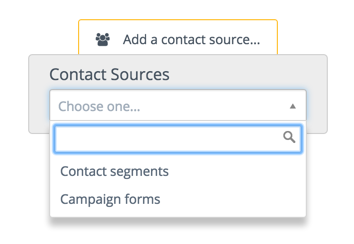 Add a contact source...
Contact Sources
Choose one...
Contact segments
Campaign forms